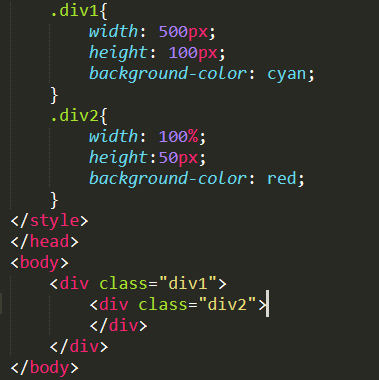 .div1{
width: 500px;
height: 100px;
background-color: cyan;
}
.div2{
width: 100%;
height:50px;
background-color: red;
}
</style>
</head>
<body>
<div class="div1">
<div class="div2">
</div>
</div>
</body>